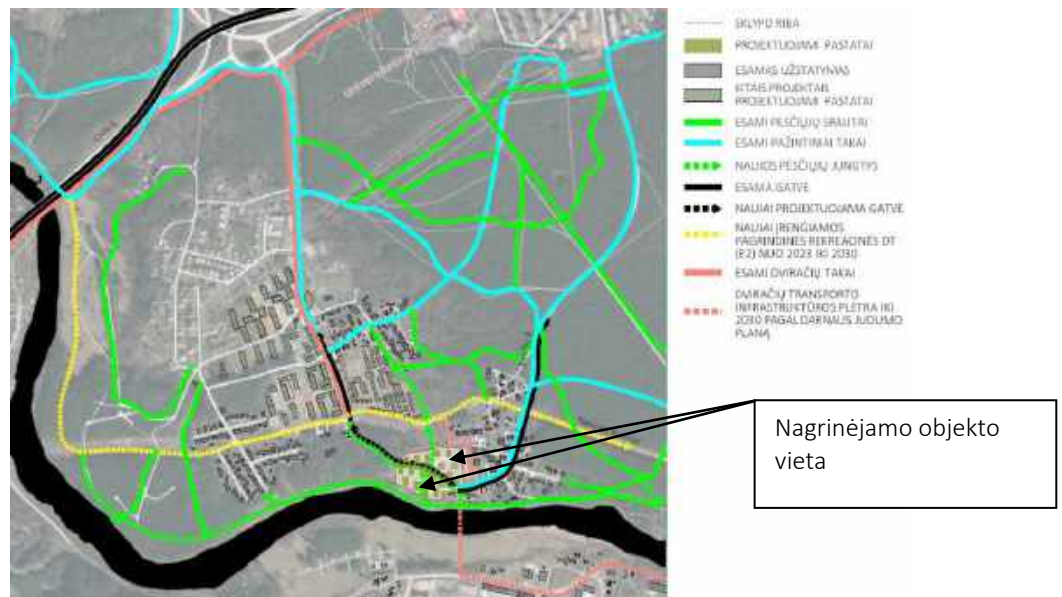 SKLYPO RIBA
PROJEKTUOJAMI PASTATAI
ESAMAS UŽSTATYMAS
KITAIS PROJEKTAIS
PROJEKTUOJAMI PASTATAI
ESAMI PĖSČIŲJŲ SRAUTAI
ESAMI PAŽINTINIAI TAKAI
NAUJOS PĖSČIŲJŲ JUNGTYS
ESAMA GATVĖ
NAUJAI PROJEKTUOJAMA GATVĖ
NAUJAI ĮRENGIAMOS
PAGRINDINĖS REKREACINĖS DT
(E2) NUO 2023 IKI 2030
ESAMI DVIRAČIŲ TAKAI
DVIRAČIŲ TRANSPORTO
INFRASTRUKTŪROS PLĖTRA IKI
2030 PAGAL DARNAUS JUDUMO
PLANĄ
Nagrinėjamo objekto
vieta